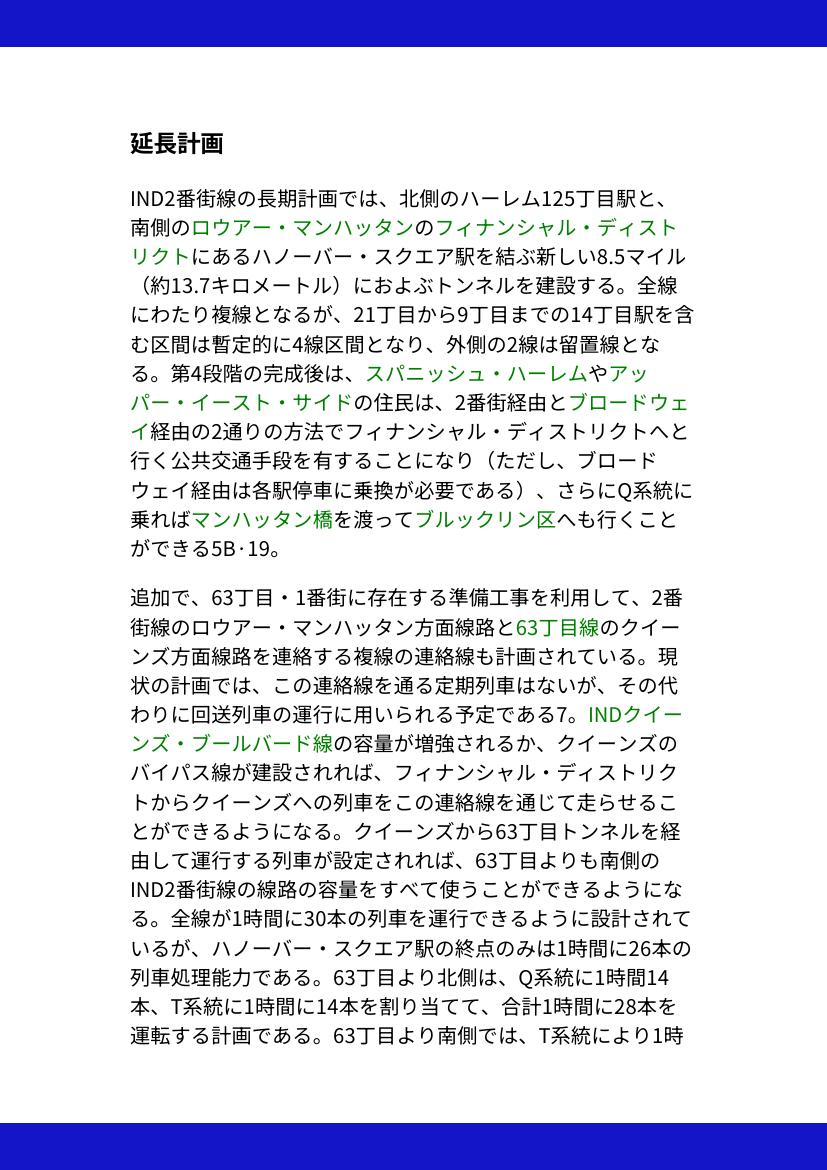 延長計画
IND2番街線の長期計画では、北側のハーレム125丁目駅と、
南側のロウアー・マンハッタンのフィナンシャル・ディスト
リクトにあるハノーバー・スクエア駅を結ぶ新しい8.5マイル
（約13.7キロメートル）におよぶトンネルを建設する。全線
にわたり複線となるが、21丁目から9丁目までの14丁目駅を含
む区間は暫定的に4線区間となり、外側の2線は留置線とな
る。第4段階の完成後は、スパニッシュ・ハーレムやアッ
パー・イースト・サイドの住民は、2番街経由とブロードウェ
イ経由の2通りの方法でフィナンシャル・ディストリクトへと
行く公共交通手段を有することになり（ただし、ブロード
ウェイ経由は各駅停車に乗換が必要である）、さらにQ系統に
乗ればマンハッタン橋を渡ってブルックリン区へも行くこと
ができる5B·19。
追加で、63丁目・1番街に存在する準備工事を利用して、2番
街線のロウアー・マンハッタン方面線路と63丁目線のクイー
ンズ方面線路を連絡する複線の連絡線も計画されている。現
状の計画では、この連絡線を通る定期列車はないが、その代
わりに回送列車の運行に用いられる予定である7。INDクイー
ンズ・ブールバード線の容量が増強されるか、クイーンズの
バイパス線が建設されれば、フィナンシャル・ディストリク
トからクイーンズへの列車をこの連絡線を通じて走らせるこ
とができるようになる。クイーンズから63丁目トンネルを経
由して運行する列車が設定されれば、63丁目よりも南側の
IND2番街線の線路の容量をすべて使うことができるようにな
る。全線が1時間に30本の列車を運行できるように設計されて
いるが、ハノーバー・スクエア駅の終点のみは1時間に26本の
列車処理能力である。63丁目より北側は、Q系統に1時間14
本、T系統に1時間に14本を割り当てて、合計1時間に28本を
運転する計画である。63丁目より南側では、T系統により1時